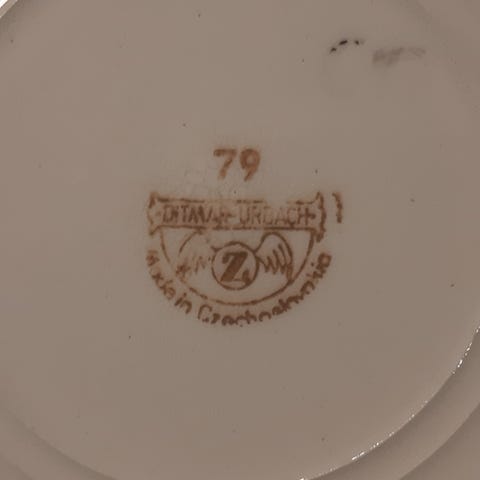 79
DITMAR-URBACH
Z
Made in Czechoslovakia